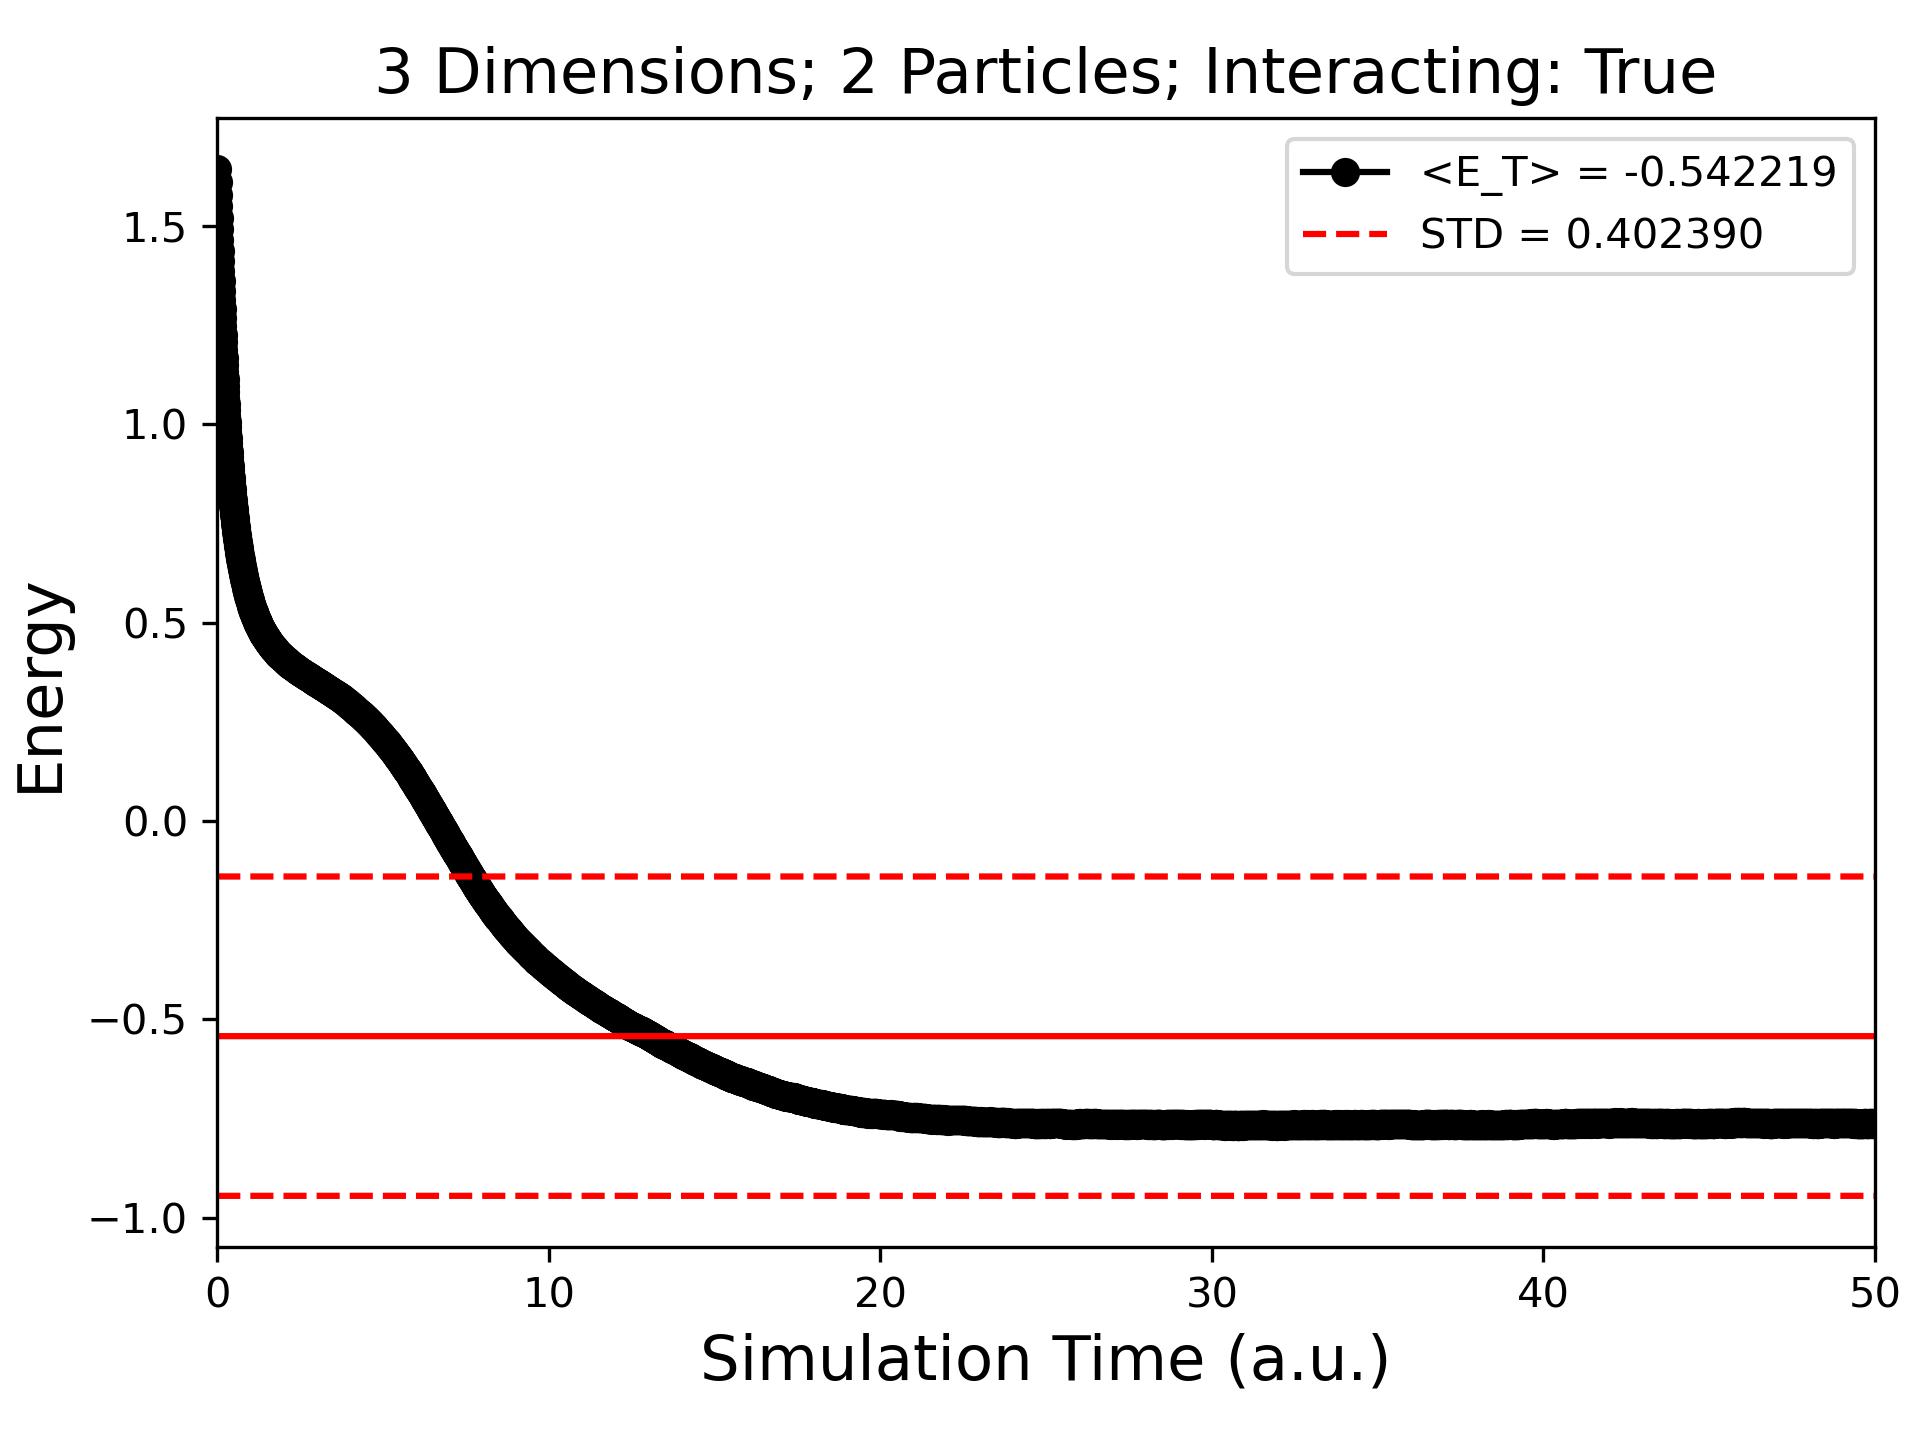 3 Dimensions; 2 Particles; Interacting: True
<E_T> = -0.542219
STD = 0.402390
Energy
1.5
1.0
0.5
0.0
−0.5
−1.0
0 10 20 30 40 50
Simulation Time (a.u.)